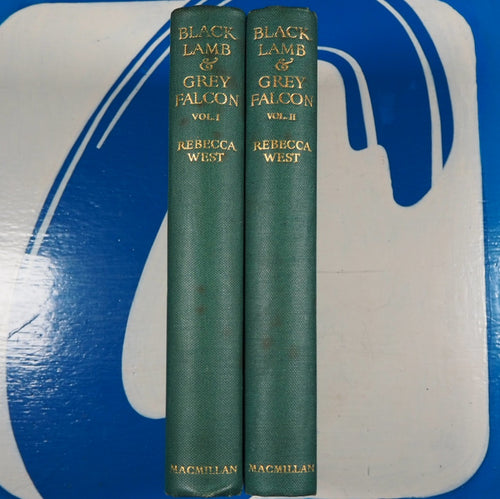 BLACK
LAMB
&
GREY
FALCON
VOL. I
REBECCA
WEST
MACMILLAN
BLACK
LAMB
&
GREY
FALCON
VOL. II
REBECCA
WEST
MACMILLAN